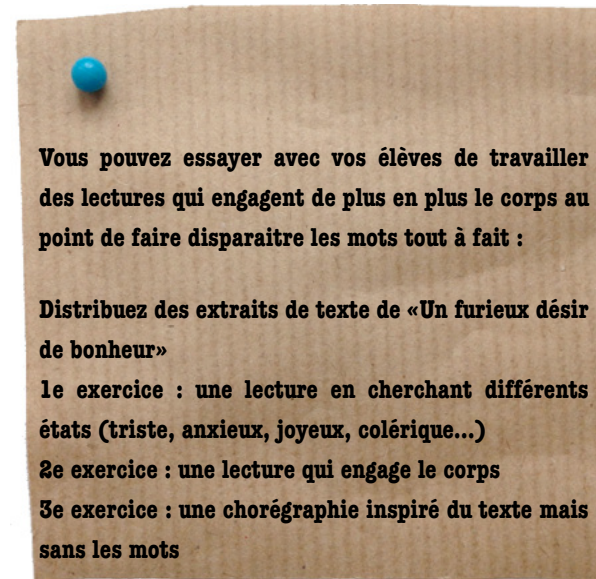 Vous pouvez essayer avec vos élèves de travailler
des lectures qui engagent de plus en plus le corps au
point de faire disparaitre les mots tout à fait :
Distribuez des extraits de texte de «Un furieux désir
de bonheur»
1e exercice : une lecture en cherchant différents
états (triste, anxieux, joyeux, colérique...)
2e exercice : une lecture qui engage le corps
3e exercice : une chorégraphie inspiré du texte mais
sans les mots